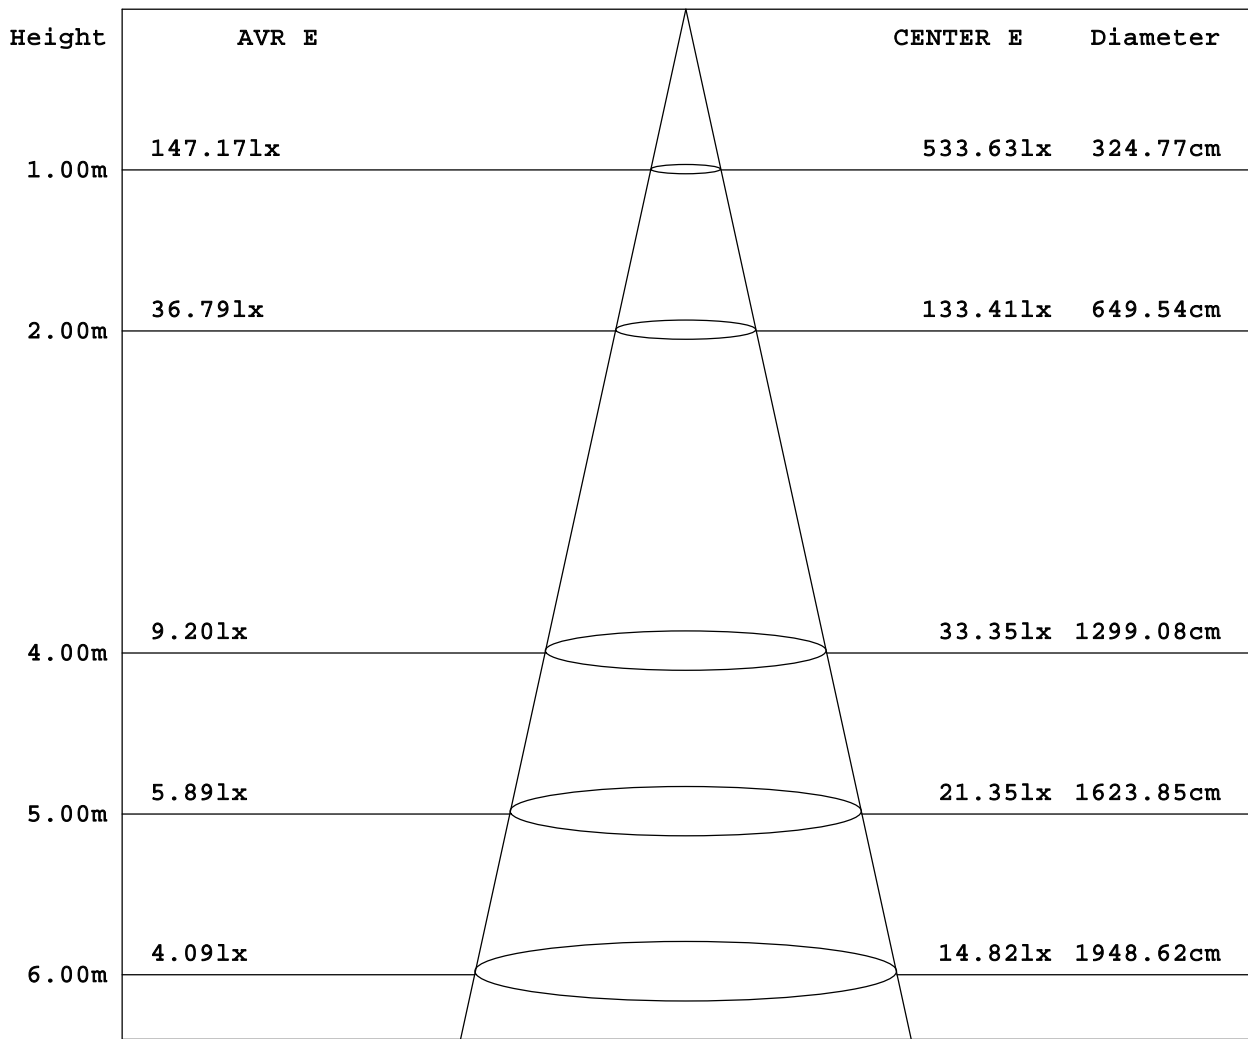 Height AVR E CENTER E Diameter
147.17lx 533.63lx 324.77cm
1.00m
36.79lx 133.41lx 649.54cm
2.00m
9.20lx 33.35lx 1299.08cm
4.00m
5.89lx 21.35lx 1623.85cm
5.00m
4.09lx 14.82lx 1948.62cm
6.00m